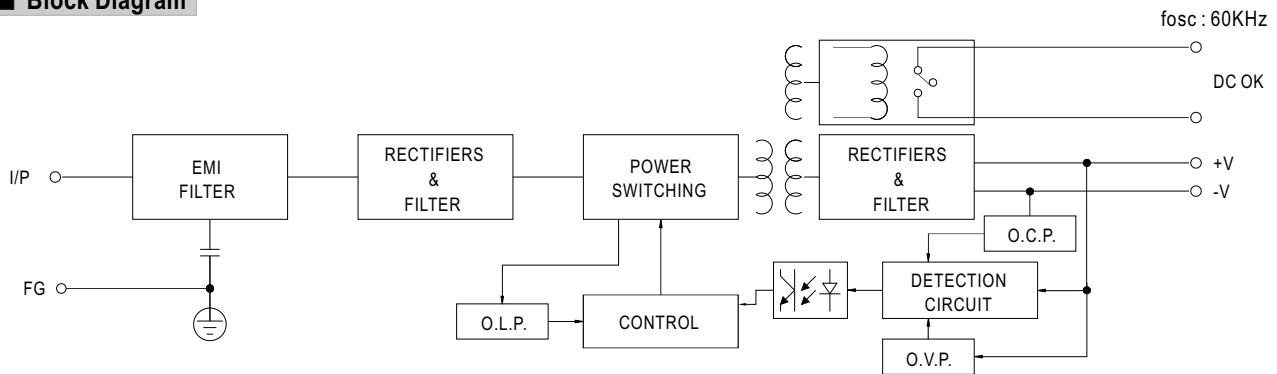 Block Diagram
fosc : 60KHz
DC OK
I/P
EMI
FILTER
RECTIFIERS
&
FILTER
POWER
SWITCHING
RECTIFIERS
&
FILTER
+V
-V
O.C.P.
FG
O.L.P.
CONTROL
DETECTION
CIRCUIT
O.V.P.